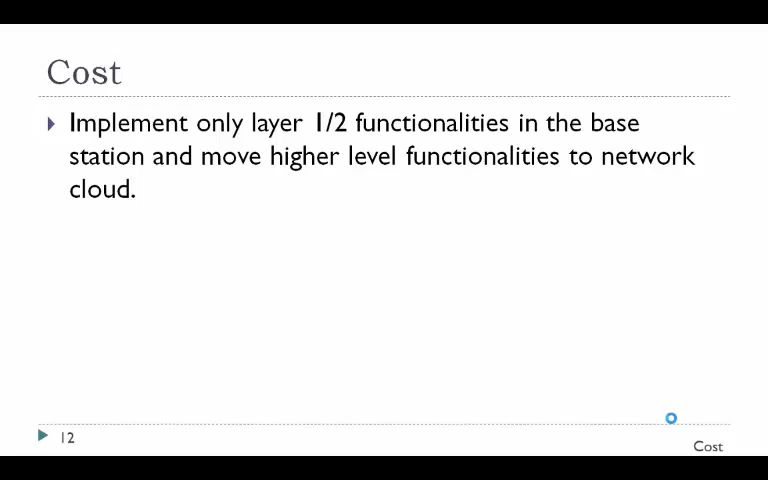 Cost
Implement only layer 1/2 functionalities in the base
station and move higher level functionalities to network
cloud.
12
Cost